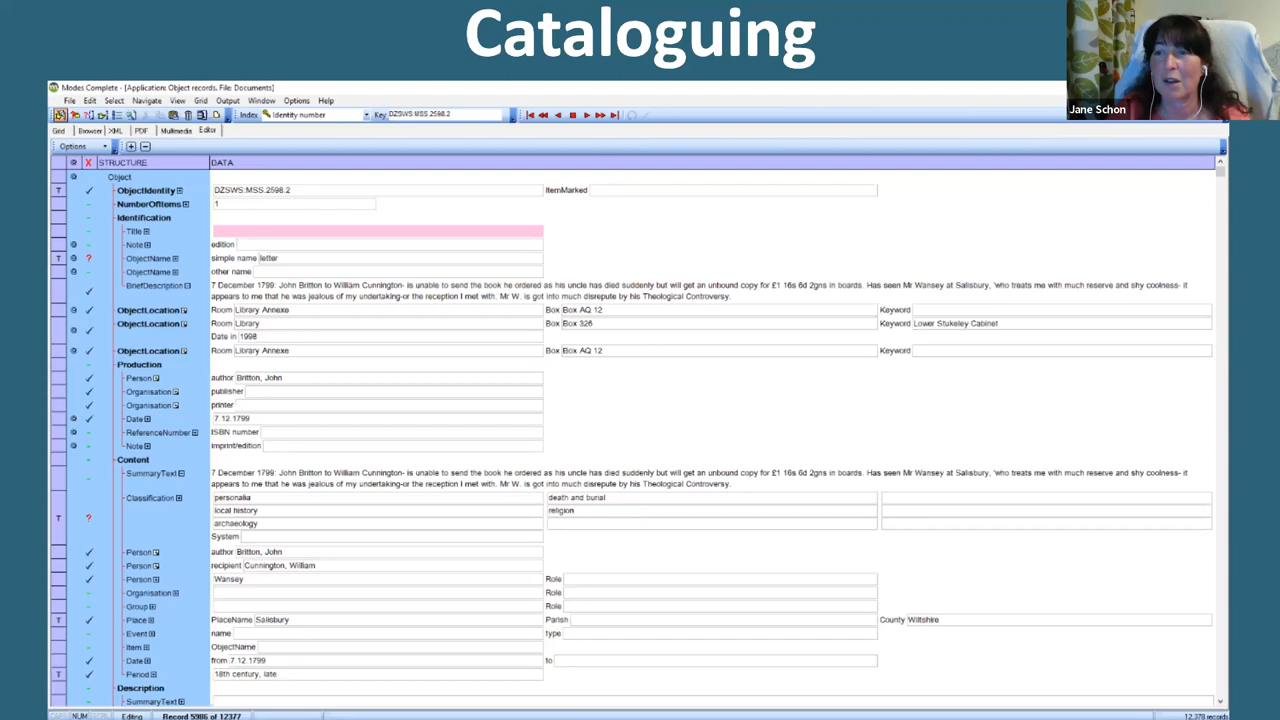 Cataloguing
Jane Schon
Modes Complete - [Application: Object records. File: Documents]
File Edit Select Navigate View Grid Output Window Options Help
Index Identity number Key DZSWS:MSS.2598.2
Grid Browser XML PDF Multimedia Editor
Options
X STRUCTURE DATA
Object
T ObjectIdentity DZSWS:MSS.2598.2 ItemMarked
NumberOfItems 1
Identification
Title
Note edition
T ? ObjectName simple name letter
ObjectName other name
BriefDescription 7 December 1799: John Britton to William Cunnington- is unable to send the book he ordered as his uncle has died suddenly but will get an unbound copy for £1 16s 6d 2gns in boards. Has seen Mr Wansey at Salisbury, 'who treats me with much reserve and shy coolness- it
appears to me that he was jealous of my undertaking-or the reception I met with. Mr W. is got into much disrepute by his Theological Controversy.
ObjectLocation Room Library Annexe Box Box AQ 12 Keyword
ObjectLocation Room Library Box Box 326 Keyword Lower Stukeley Cabinet
Date in 1998
ObjectLocation Room Library Annexe Box Box AQ 12 Keyword
Production
Person author Britton, John
Organisation publisher
Organisation printer
Date 7.12.1799
ReferenceNumber ISBN number
Note imprint/edition
Content
SummaryText 7 December 1799: John Britton to William Cunnington- is unable to send the book he ordered as his uncle has died suddenly but will get an unbound copy for £1 16s 6d 2gns in boards. Has seen Mr Wansey at Salisbury, 'who treats me with much reserve and shy coolness- it
appears to me that he was jealous of my undertaking-or the reception I met with. Mr W. is got into much disrepute by his Theological Controversy.
Classification personalia death and burial
local history religion
T ? archaeology
System
Person author Britton, John
Person recipient Cunnington, William
Person Wansey Role
Organisation Role
Group Role
T Place PlaceName Salisbury Parish County Wiltshire
Event name type
Item ObjectName
Date from 7.12.1799 to
T Period 18th century, late
Description
SummaryText
NUM Editing Record 5986 of 12377 12,378 records